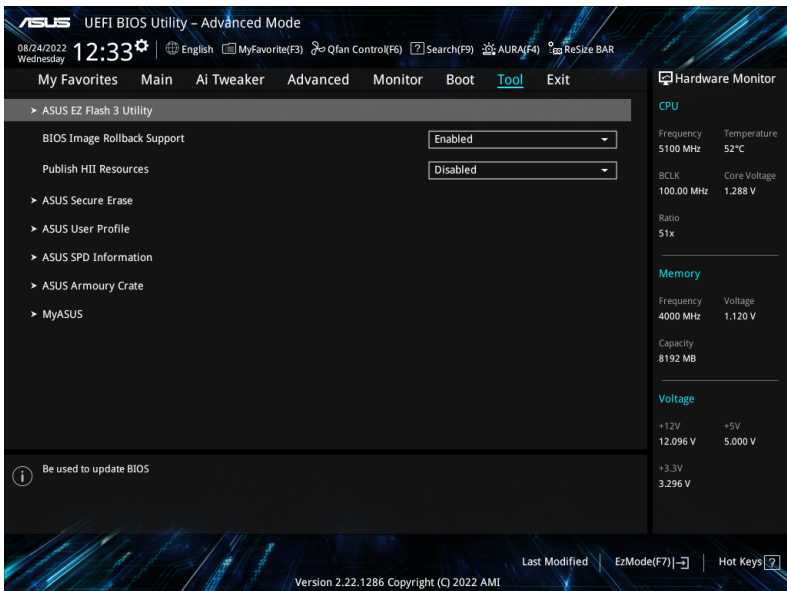 ASUS UEFI BIOS Utility – Advanced Mode
08/24/2022 Wednesday 12:33 English MyFavorite(F3) Qfan Control(F6) ? Search(F9) AURA(F4) ReSize BAR
My Favorites Main Ai Tweaker Advanced Monitor Boot Tool Exit
> ASUS EZ Flash 3 Utility
BIOS Image Rollback Support Enabled
Publish HII Resources Disabled
> ASUS Secure Erase
> ASUS User Profile
> ASUS SPD Information
> ASUS Armoury Crate
> MyASUS
i Be used to update BIOS
Hardware Monitor
CPU
Frequency Temperature
5100 MHz 52°C
BCLK Core Voltage
100.00 MHz 1.288 V
Ratio
51x
Memory
Frequency Voltage
4000 MHz 1.120 V
Capacity
8192 MB
Voltage
+12V +5V
12.096 V 5.000 V
+3.3V
3.296 V
Last Modified EzMode(F7) Hot Keys ?
Version 2.22.1286 Copyright (C) 2022 AMI